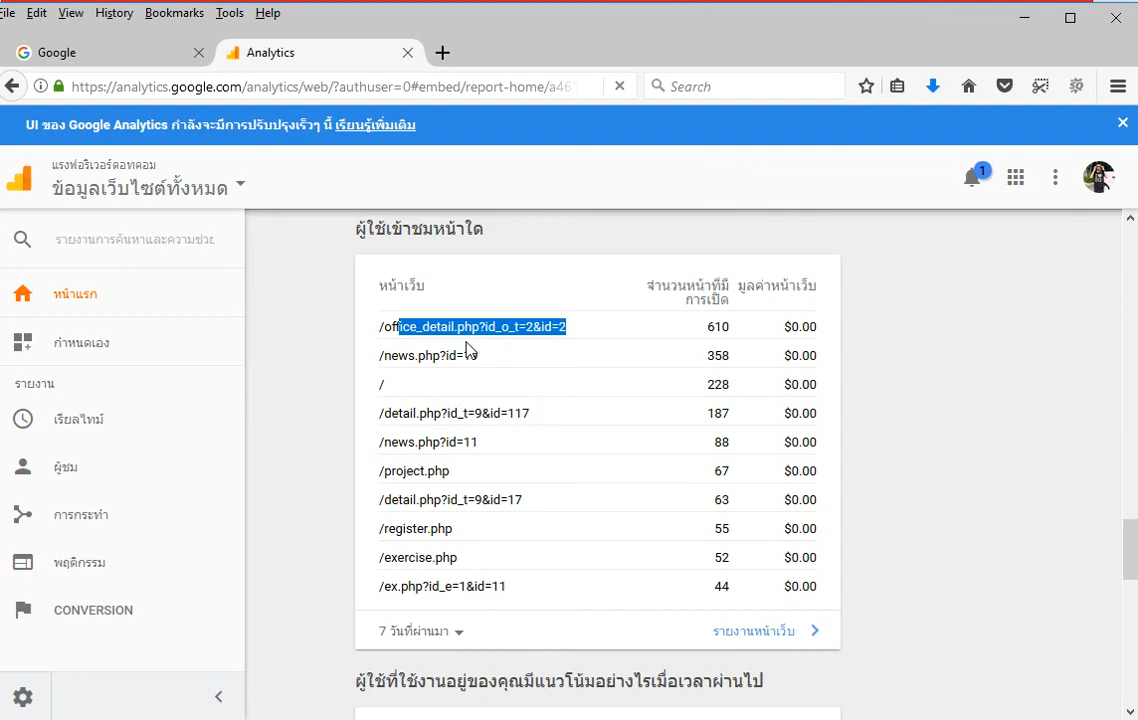 ile Edit View History Bookmarks Tools Help
Google
Analytics
https://analytics.google.com/analytics/web/?authuser=0#embed/report-home/a46
Search
UI ของ Google Analytics กำลังจะมีการปรับปรุงเร็วๆ นี้ เรียนรู้เพิ่มเติม
แรงฟอริเวอร์ดอทคอม
ข้อมูลเว็บไซต์ทั้งหมด
1
รายงานการค้นหาและความช่วย
หน้าแรก
กำหนดเอง
รายงาน
เรียลไทม์
ผู้ชม
การกระทำ
พฤติกรรม
CONVERSION
ผู้ใช้เข้าชมหน้าใด
หน้าเว็บ จำนวนหน้าที่มีการเปิด มูลค่าหน้าเว็บ
/office_detail.php?id_o_t=2&id=2 610 $0.00
/news.php?id= 358 $0.00
/ 228 $0.00
/detail.php?id_t=9&id=117 187 $0.00
/news.php?id=11 88 $0.00
/project.php 67 $0.00
/detail.php?id_t=9&id=17 63 $0.00
/register.php 55 $0.00
/exercise.php 52 $0.00
/ex.php?id_e=1&id=11 44 $0.00
7 วันที่ผ่านมา รายงานหน้าเว็บ
ผู้ใช้ที่ใช้งานอยู่ของคุณมีแนวโน้มอย่างไรเมื่อเวลาผ่านไป